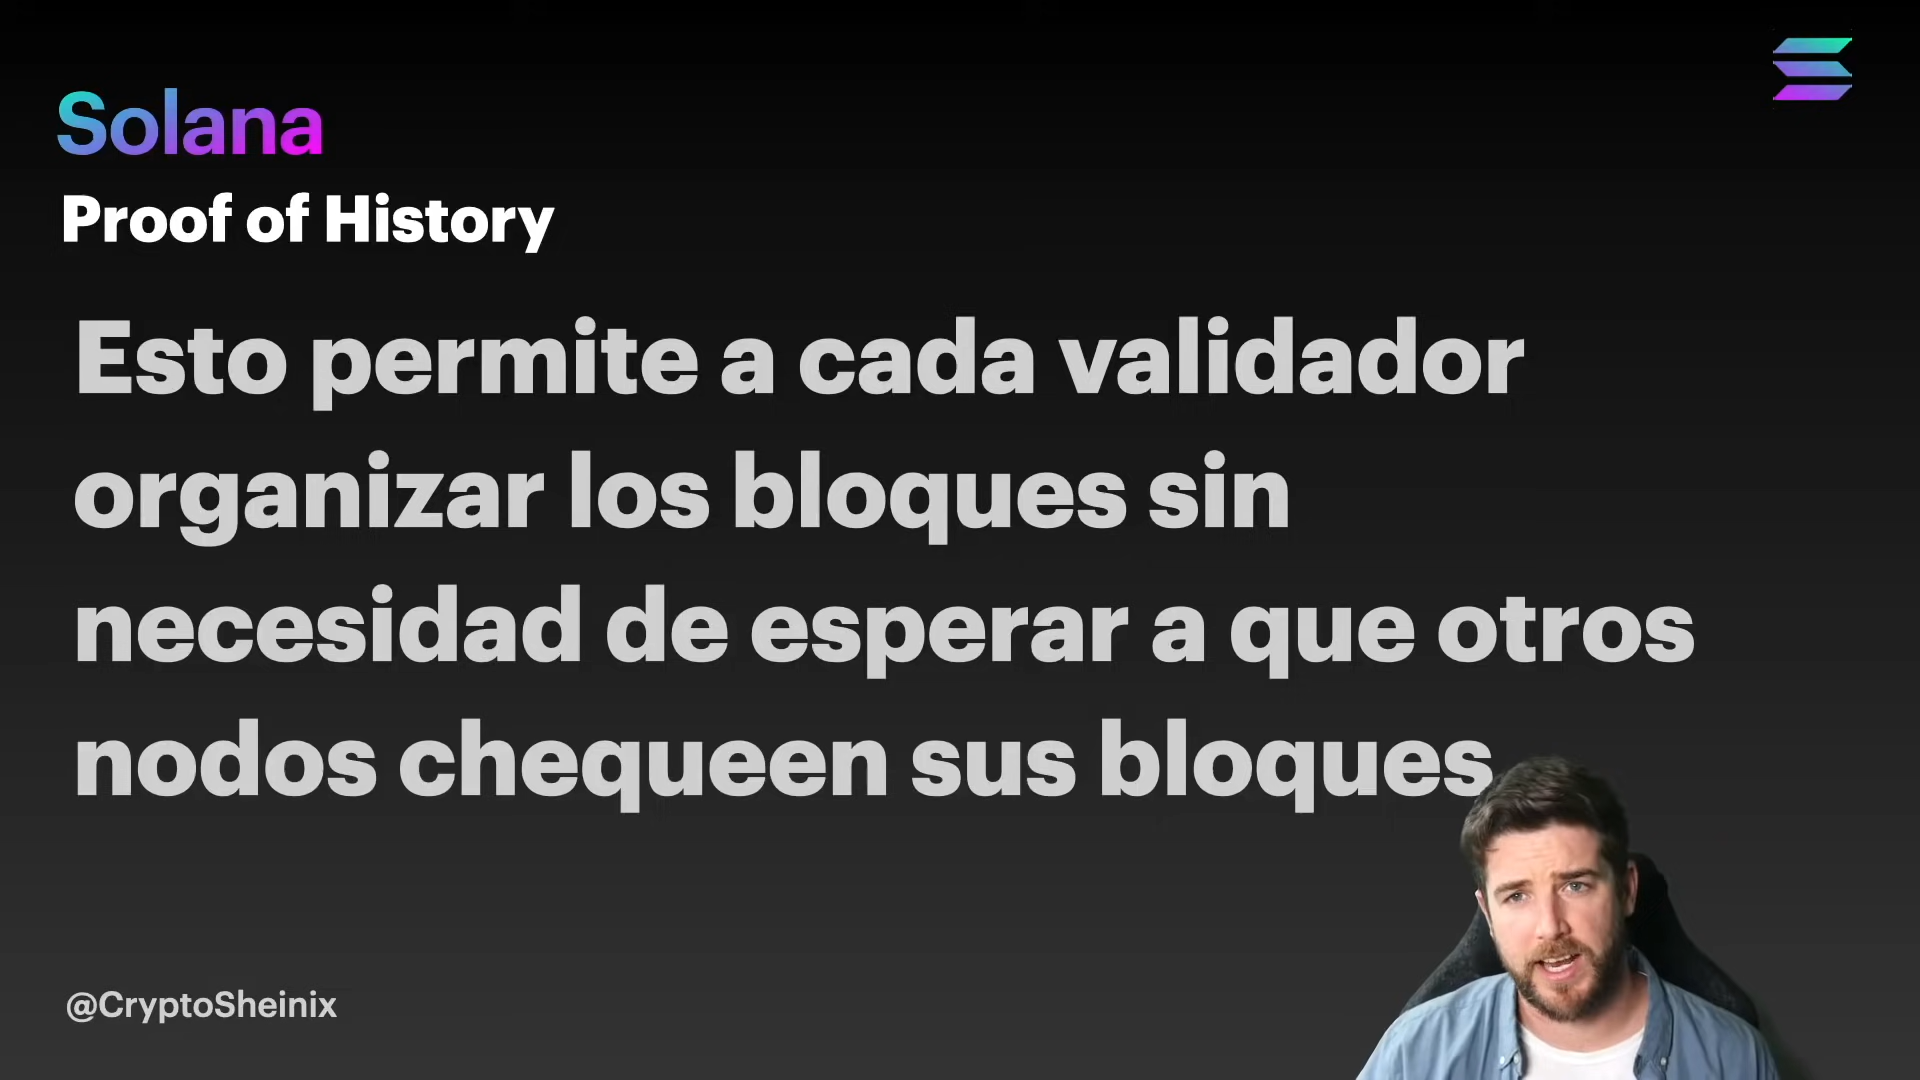 Solana
Proof of History
Esto permite a cada validador
organizar los bloques sin
necesidad de esperar a que otros
nodos chequeen sus bloques
@CryptoSheinix